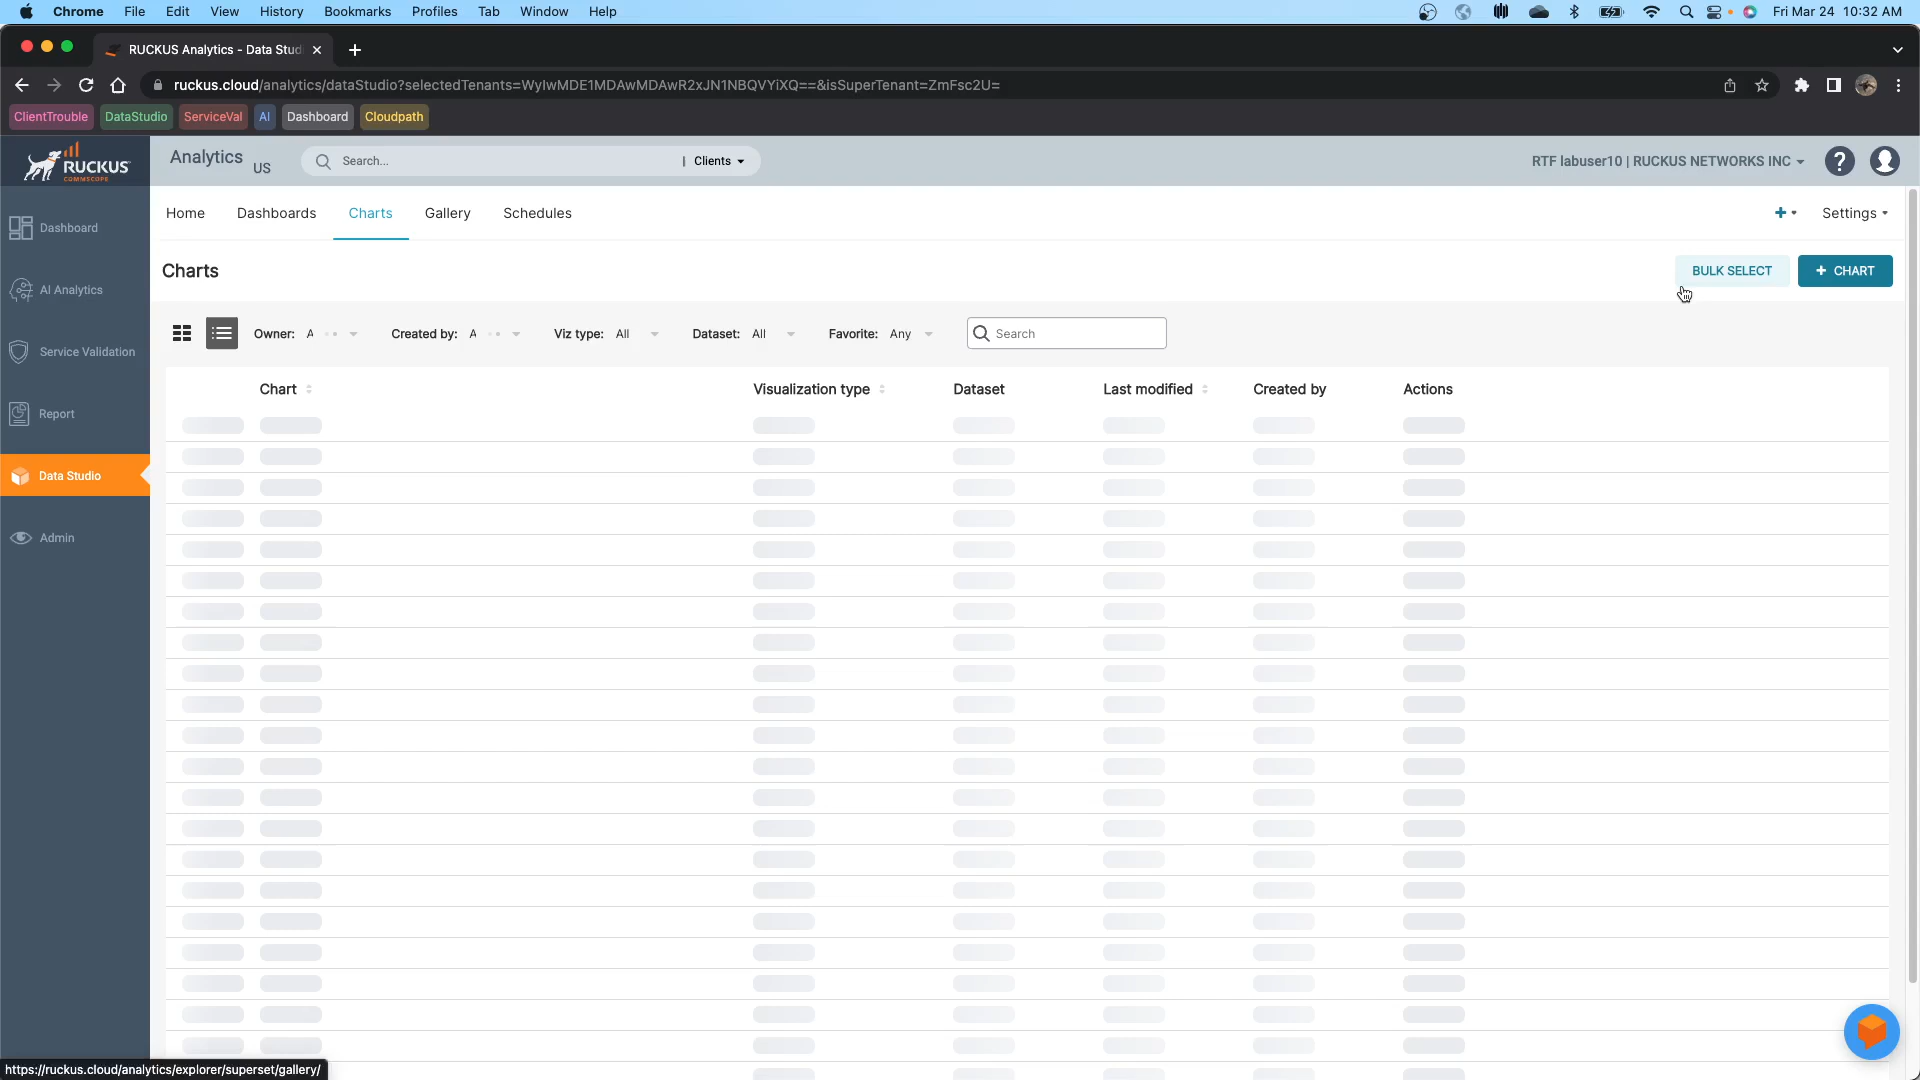 Chrome File Edit View History Bookmarks Profiles Tab Window Help Fri Mar 24 10:32 AM
RUCKUS Analytics - Data Studi
ruckus.cloud/analytics/dataStudio?selectedTenants=WyIwMDE1MDAwMDAwR2xJN1NBQVYiXQ==&isSuperTenant=ZmFsc2U=
ClientTrouble DataStudio ServiceVal AI Dashboard Cloudpath
RUCKUS COMMSCOPE Analytics US Search... | Clients RTF labuser10 | RUCKUS NETWORKS INC ?
Home Dashboards Charts Gallery Schedules + Settings
Dashboard
AI Analytics
Service Validation
Report
Data Studio
Admin
Charts BULK SELECT + CHART
Owner: A Created by: A Viz type: All Dataset: All Favorite: Any Search
Chart Visualization type Dataset Last modified Created by Actions
https://ruckus.cloud/analytics/explorer/superset/gallery/